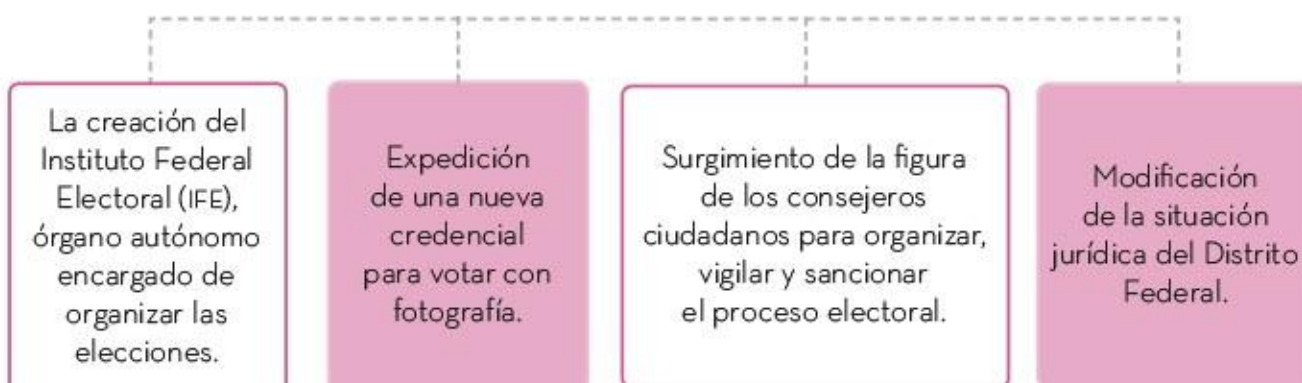 La creación del
Instituto Federal
Electoral (IFE),
órgano autónomo
encargado de
organizar las
elecciones.
Expedición
de una nueva
credencial
para votar con
fotografía.
Surgimiento de la figura
de los consejeros
ciudadanos para organizar,
vigilar y sancionar
el proceso electoral.
Modificación
de la situación
jurídica del Distrito
Federal.